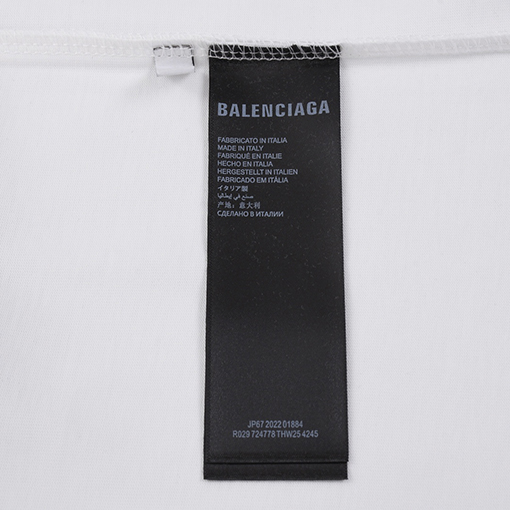 BALENCIAGA
FABBRICATO IN ITALIA
MADE IN ITALY
FABRIQUÉ EN ITALIE
HECHO EN ITALIA
HERGESTELLT IN ITALIEN
FABRICADO EM ITÁLIA
イタリア製
صنع في إيطاليا
产地：意大利
СДЕЛАНО В ИТАЛИИ
JP67 2022 01884
R029 724778 THW25 4245